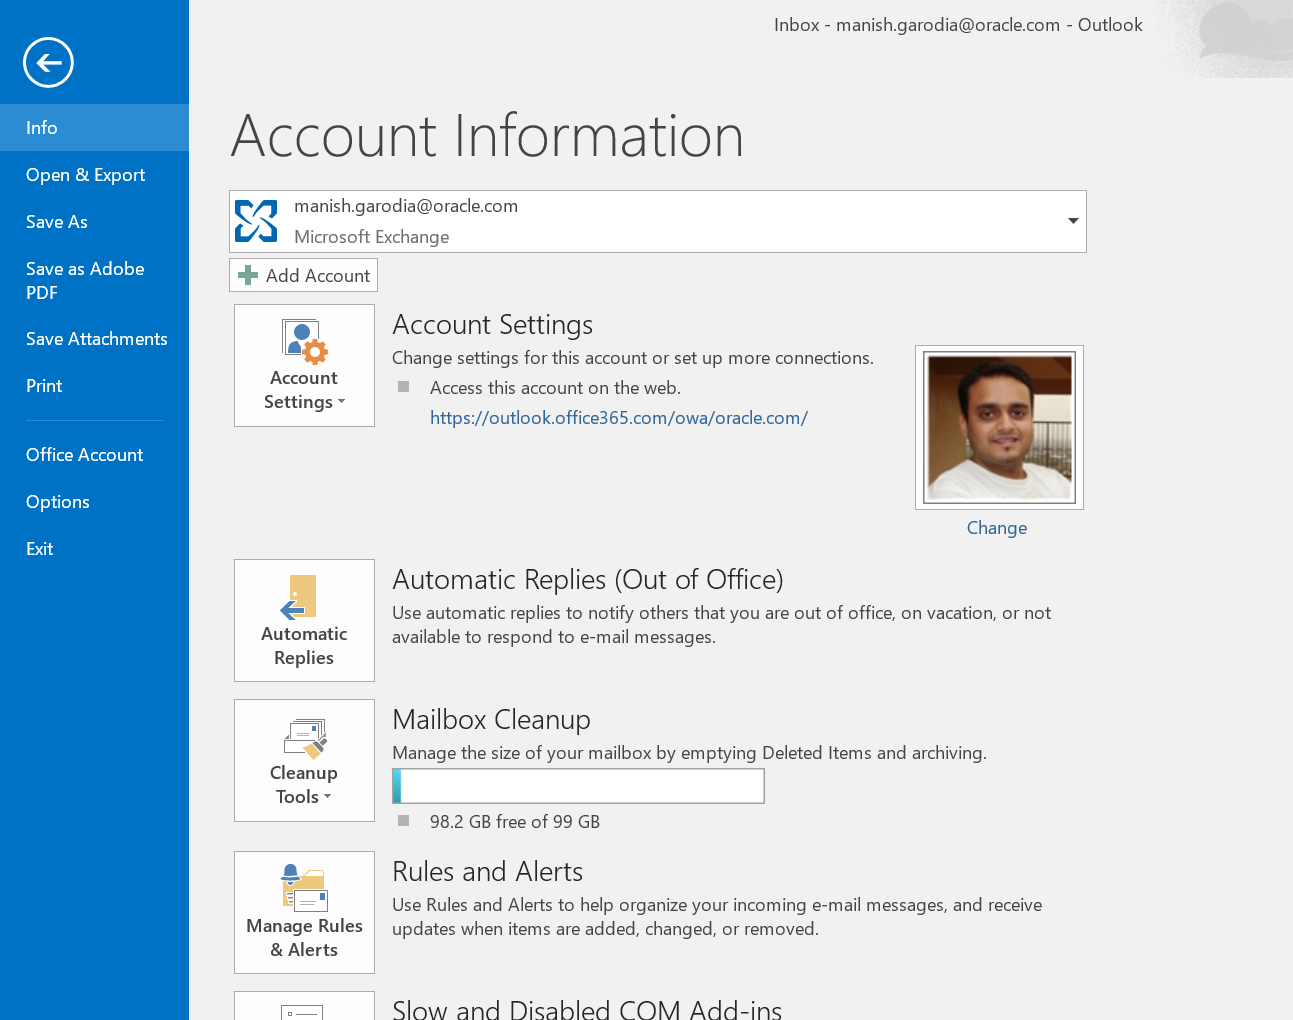 Inbox - manish.garodia@oracle.com - Outlook
Info
Open & Export
Save As
Save as Adobe
PDF
Save Attachments
Print
Office Account
Options
Exit
Account Information
manish.garodia@oracle.com
Microsoft Exchange
Add Account
Account
Settings
Account Settings
Change settings for this account or set up more connections.
Access this account on the web.
https://outlook.office365.com/owa/oracle.com/
Change
Automatic
Replies
Automatic Replies (Out of Office)
Use automatic replies to notify others that you are out of office, on vacation, or not
available to respond to e-mail messages.
Cleanup
Tools
Mailbox Cleanup
Manage the size of your mailbox by emptying Deleted Items and archiving.
98.2 GB free of 99 GB
Manage Rules
& Alerts
Rules and Alerts
Use Rules and Alerts to help organize your incoming e-mail messages, and receive
updates when items are added, changed, or removed.
Slow and Disabled COM Add-ins